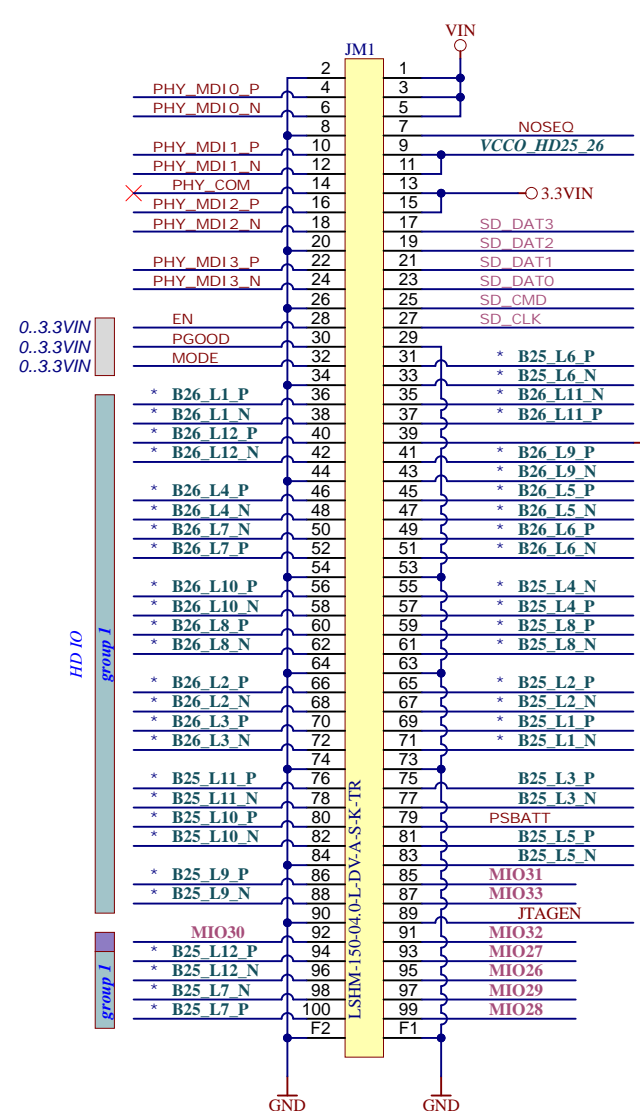 VIN
JM1
2 1
PHY_MDI0_P 4 3
PHY_MDI0_N 6 5
8 7 NOSEQ
PHY_MDI1_P 10 9 VCCO_HD25_26
PHY_MDI1_N 12 11
PHY_COM 14 13 3.3VIN
PHY_MDI2_P 16 15
PHY_MDI2_N 18 17 SD_DAT3
20 19 SD_DAT2
PHY_MDI3_P 22 21 SD_DAT1
PHY_MDI3_N 24 23 SD_DAT0
26 25 SD_CMD
0..3.3VIN EN 28 27 SD_CLK
0..3.3VIN PGOOD 30 29
0..3.3VIN MODE 32 31 * B25_L6_P
34 33 * B25_L6_N
* B26_L1_P 36 35 * B26_L11_N
* B26_L1_N 38 37 * B26_L11_P
* B26_L12_P 40 39
* B26_L12_N 42 41 * B26_L9_P
44 43 * B26_L9_N
* B26_L4_P 46 45 * B26_L5_P
* B26_L4_N 48 47 * B26_L5_N
* B26_L7_N 50 49 * B26_L6_P
* B26_L7_P 52 51 * B26_L6_N
54 53
* B26_L10_P 56 55 * B25_L4_N
* B26_L10_N 58 57 * B25_L4_P
* B26_L8_P 60 59 * B25_L8_P
* B26_L8_N 62 61 * B25_L8_N
HD IO
group 1
64 63
* B26_L2_P 66 65 * B25_L2_P
* B26_L2_N 68 67 * B25_L2_N
* B26_L3_P 70 69 * B25_L1_P
* B26_L3_N 72 71 * B25_L1_N
74 73
* B25_L11_P 76 75 B25_L3_P
* B25_L11_N 78 77 B25_L3_N
* B25_L10_P 80 79 PSBATT
* B25_L10_N 82 81 B25_L5_P
84 83 B25_L5_N
* B25_L9_P 86 85 MIO31
* B25_L9_N 88 87 MIO33
90 89 JTAGEN
MIO30 92 91 MIO32
* B25_L12_P 94 93 MIO27
* B25_L12_N 96 95 MIO26
* B25_L7_N 98 97 MIO29
* B25_L7_P 100 99 MIO28
group 1
F2 F1
LSHM-150-04.0-L-DV-A-S-K-TR
GND GND